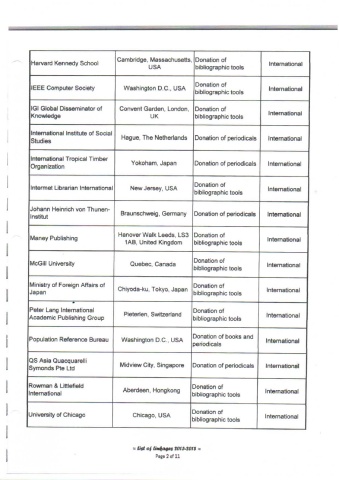 Harvard Kennedy School Cambridge, Massachusetts, USA Donation of bibliographic tools International
IEEE Computer Society Washington D.C., USA Donation of bibliographic tools International
IGI Global Disseminator of Knowledge Convent Garden, London, UK Donation of bibliographic tools International
International Institute of Social Studies Hague, The Netherlands Donation of periodicals International
International Tropical Timber Organization Yokoham, Japan Donation of periodicals International
Internet Librarian International New Jersey, USA Donation of bibliographic tools International
Johann Heinrich von Thunen-Institut Braunschweig, Germany Donation of periodicals International
Maney Publishing Hanover Walk Leeds, LS3 1AB, United Kingdom Donation of bibliographic tools International
McGill University Quebec, Canada Donation of bibliographic tools International
Ministry of Foreign Affairs of Japan Chiyoda-ku, Tokyo, Japan Donation of bibliographic tools International
Peter Lang International Academic Publishing Group Pieterlen, Switzerland Donation of bibliographic tools International
Population Reference Bureau Washington D.C., USA Donation of books and periodicals International
QS Asia Quacquarelli Symonds Pte Ltd Midview City, Singapore Donation of periodicals International
Rowman & Littlefield International Aberdeen, Hongkong Donation of bibliographic tools International
University of Chicago Chicago, USA Donation of bibliographic tools International
List of Linkages 2013-2015
Page 2 of 11